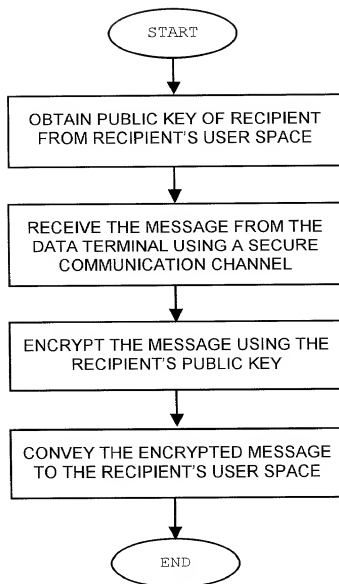 START
OBTAIN PUBLIC KEY OF RECIPIENT
FROM RECIPIENT'S USER SPACE
RECEIVE THE MESSAGE FROM THE
DATA TERMINAL USING A SECURE
COMMUNICATION CHANNEL
ENCRYPT THE MESSAGE USING THE
RECIPIENT'S PUBLIC KEY
CONVEY THE ENCRYPTED MESSAGE
TO THE RECIPIENT'S USER SPACE
END